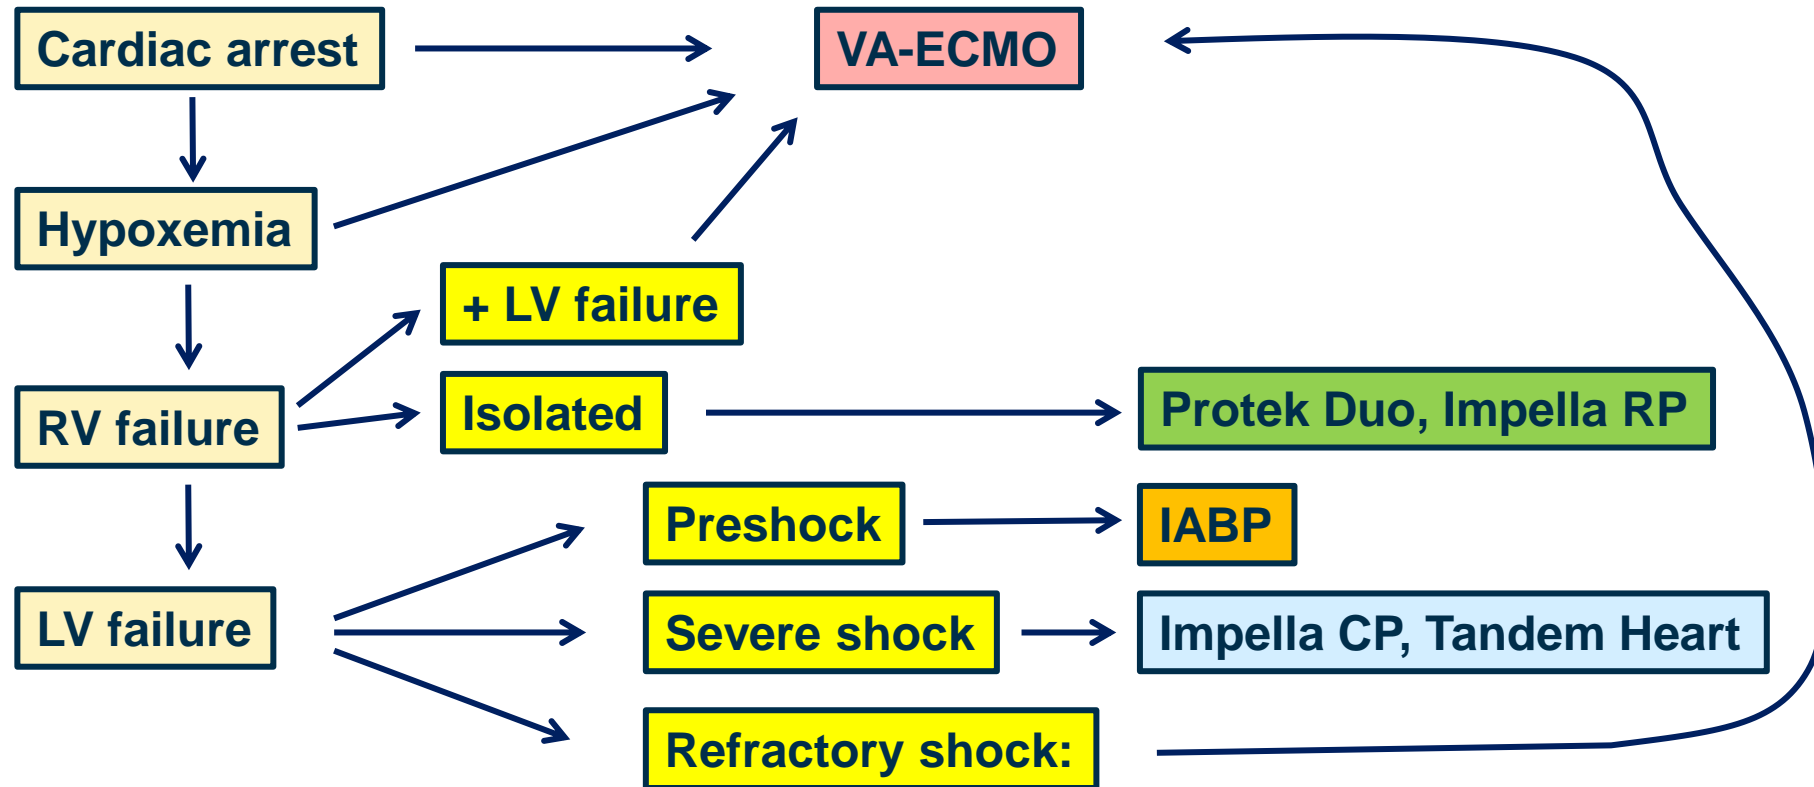 Cardiac arrest
VA-ECMO
Hypoxemia
+ LV failure
RV failure
Isolated
Protek Duo, Impella RP
Preshock
IABP
LV failure
Severe shock
Impella CP, Tandem Heart
Refractory shock: